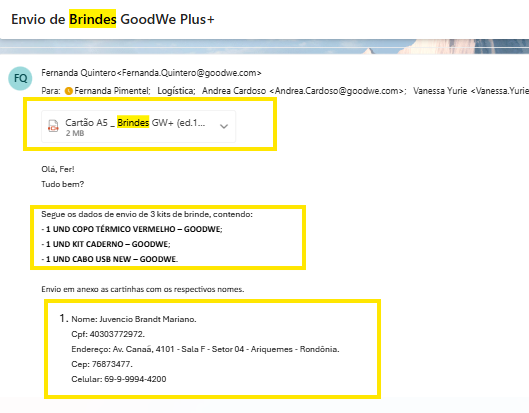 Envio de Brindes GoodWe Plus+
FQ
Fernanda Quintero<Fernanda.Quintero@goodwe.com>
Para: Fernanda Pimentel; Logística; Andrea Cardoso <Andrea.Cardoso@goodwe.com>; Vanessa Yurie <Vanessa.Yurie
Cartão A5 _ Brindes GW+ (ed.1...
2 MB
Olá, Fer!
Tudo bem?
Segue os dados de envio de 3 kits de brinde, contendo:
- 1 UND COPO TÉRMICO VERMELHO – GOODWE;
- 1 UND KIT CADERNO – GOODWE;
- 1 UND CABO USB NEW – GOODWE.
Envio em anexo as cartinhas com os respectivos nomes.
1. Nome: Juvencio Brandt Mariano.
Cpf: 40303772972.
Endereço: Av. Canaã, 4101 - Sala F - Setor 04 - Ariquemes - Rondônia.
Cep: 76873477.
Celular: 69-9-9994-4200